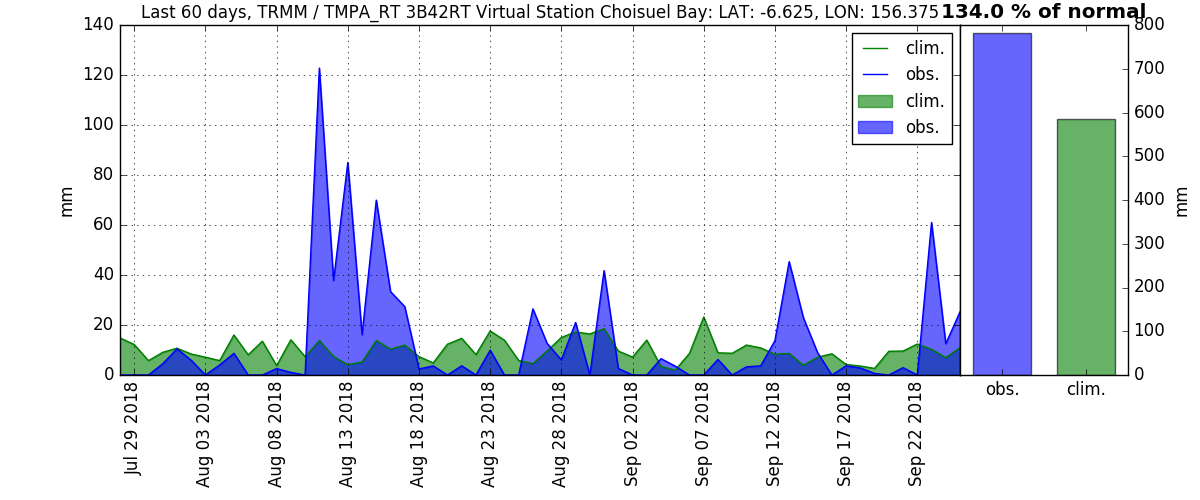 Last 60 days, TRMM / TMPA_RT 3B42RT Virtual Station Choisuel Bay: LAT: -6.625, LON: 156.375
134.0 % of normal
140
120
100
80
60
40
20
0
mm
clim.
obs.
clim.
obs.
800
700
600
500
400
300
200
100
0
mm
Jul 29 2018
Aug 03 2018
Aug 08 2018
Aug 13 2018
Aug 18 2018
Aug 23 2018
Aug 28 2018
Sep 02 2018
Sep 07 2018
Sep 12 2018
Sep 17 2018
Sep 22 2018
obs.
clim.